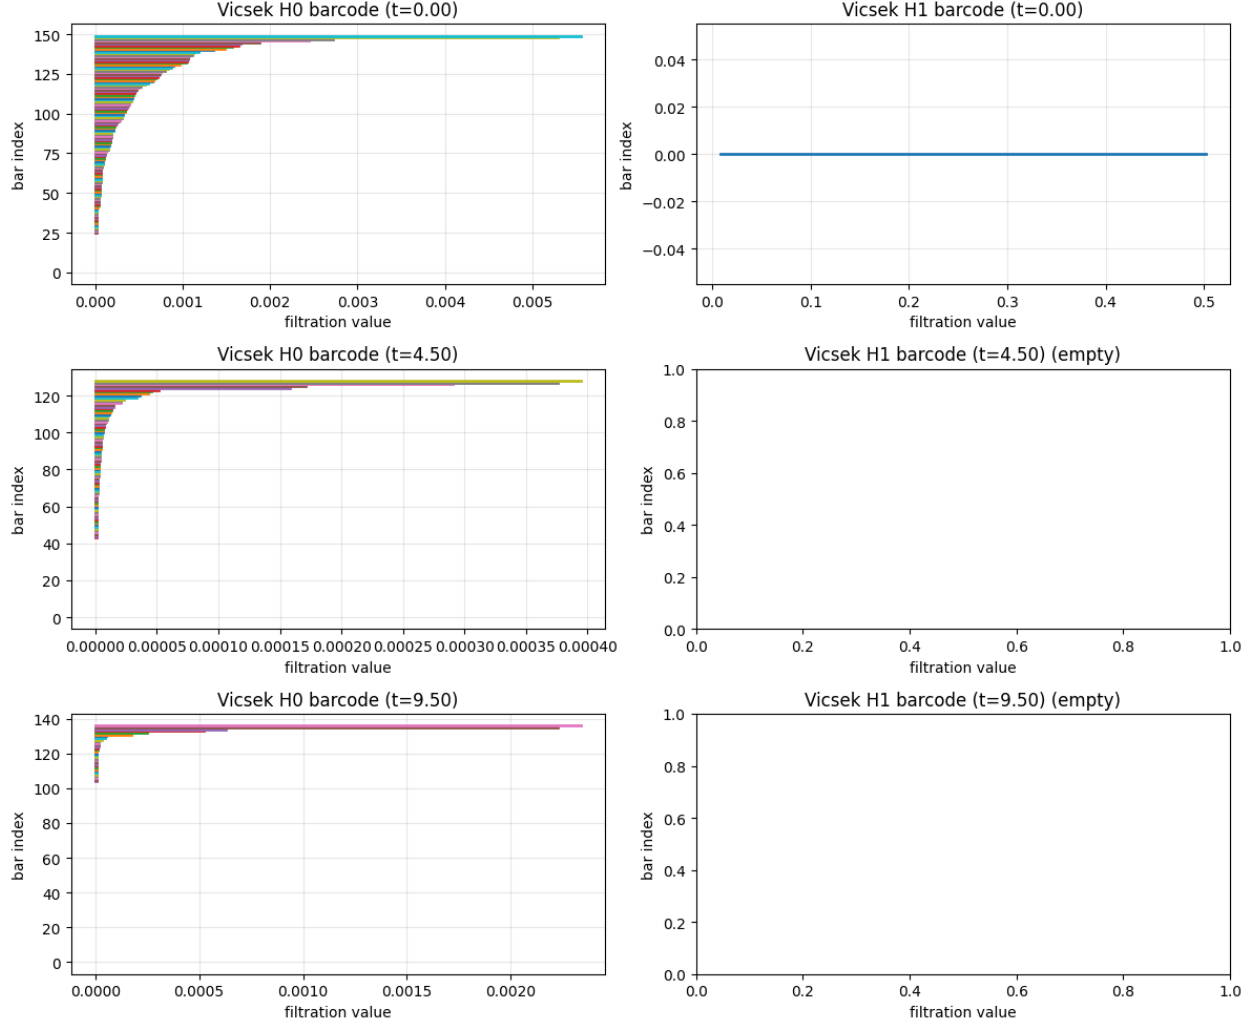 Vicsek H0 barcode (t=0.00)
bar index
150
125
100
75
50
25
0
0.000 0.001 0.002 0.003 0.004 0.005
filtration value
Vicsek H1 barcode (t=0.00)
bar index
0.04
0.02
0.00
−0.02
−0.04
0.0 0.1 0.2 0.3 0.4 0.5
filtration value
Vicsek H0 barcode (t=4.50)
bar index
120
100
80
60
40
20
0
0.00000 0.00005 0.00010 0.00015 0.00020 0.00025 0.00030 0.00035 0.00040
filtration value
Vicsek H1 barcode (t=4.50) (empty)
bar index
1.0
0.8
0.6
0.4
0.2
0.0
0.0 0.2 0.4 0.6 0.8 1.0
filtration value
Vicsek H0 barcode (t=9.50)
bar index
140
120
100
80
60
40
20
0
0.0000 0.0005 0.0010 0.0015 0.0020
filtration value
Vicsek H1 barcode (t=9.50) (empty)
bar index
1.0
0.8
0.6
0.4
0.2
0.0
0.0 0.2 0.4 0.6 0.8 1.0
filtration value